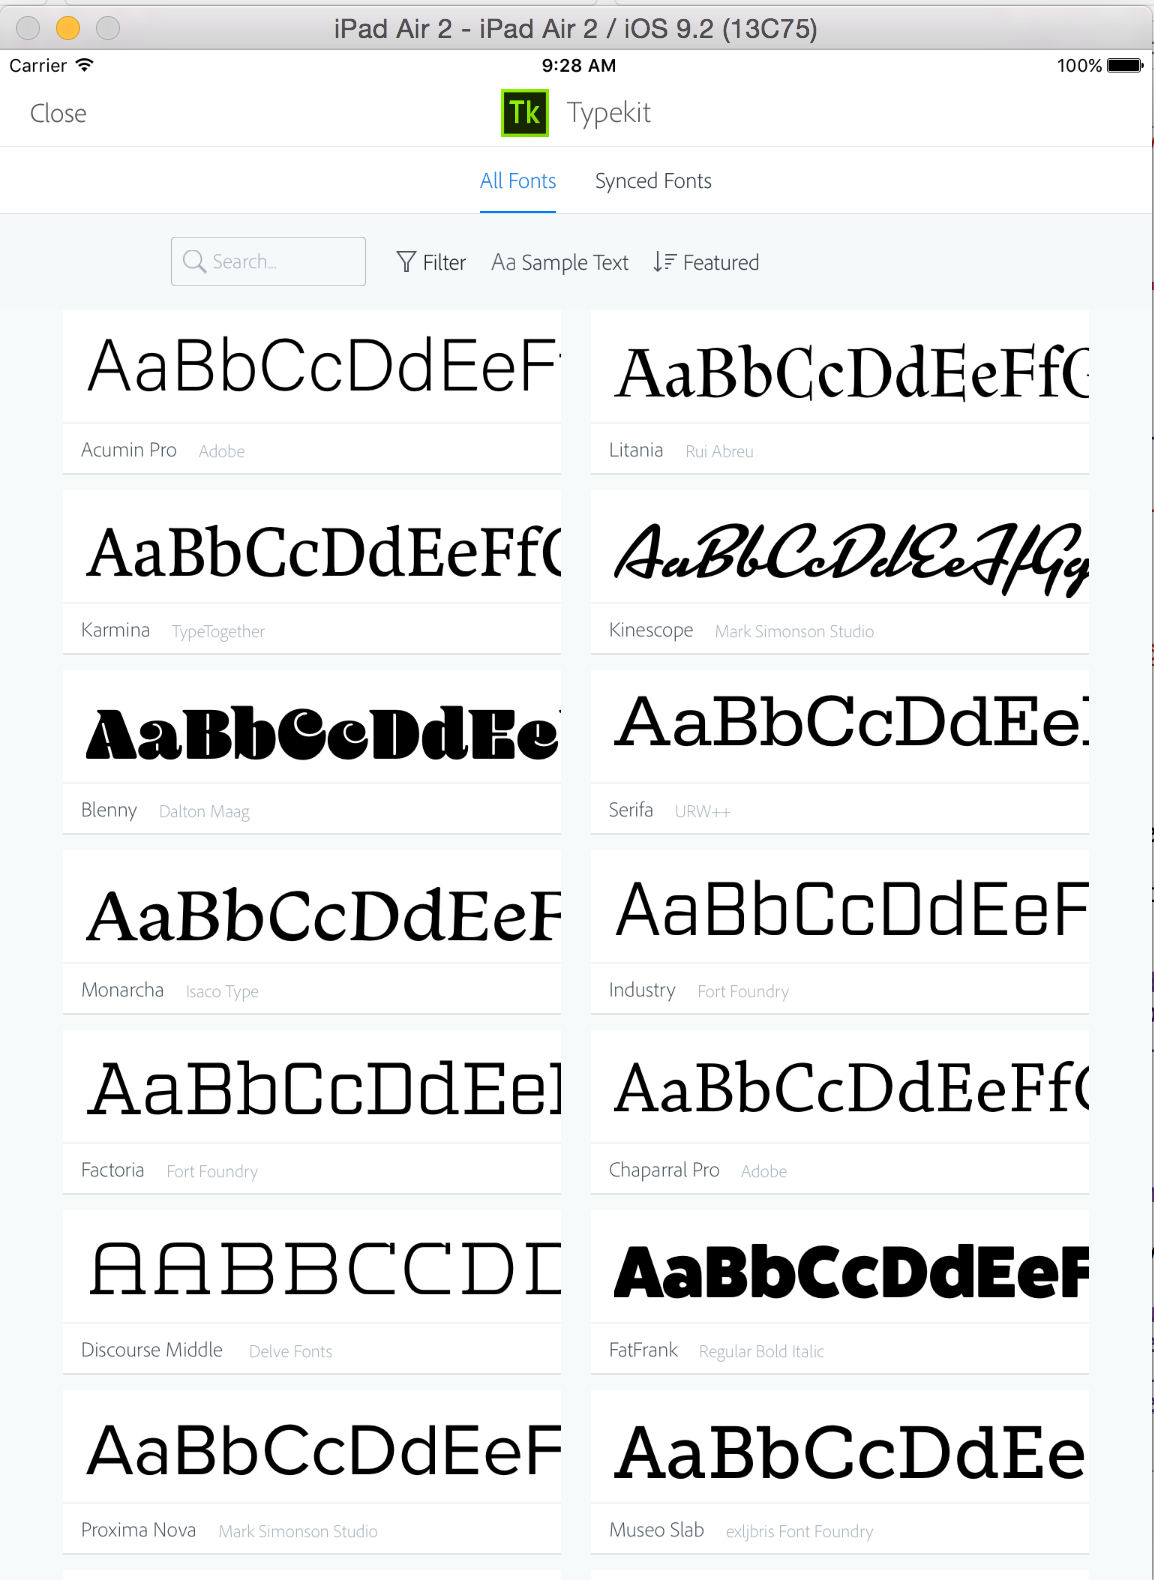 iPad Air 2 - iPad Air 2 / iOS 9.2 (13C75)
Carrier 9:28 AM 100%
Close Tk Typekit
All Fonts Synced Fonts
Search... Filter Aa Sample Text Featured
AaBbCcDdEeF AaBbCcDdEeFfG
Acumin Pro Adobe Litania Rui Abreu
AaBbCcDdEeFfG AaBbCcDdEeFfGg
Karmina TypeTogether Kinescope Mark Simonson Studio
AaBbCcDdEe AaBbCcDdEe
Blenny Dalton Maag Serifa URW++
AaBbCcDdEeF AaBbCcDdEeF
Monarcha Isaco Type Industry Fort Foundry
AaBbCcDdEe AaBbCcDdEeFfG
Factoria Fort Foundry Chaparral Pro Adobe
AABBCCDD AaBbCcDdEeF
Discourse Middle Delve Fonts FatFrank Regular Bold Italic
AaBbCcDdEeF AaBbCcDdEe
Proxima Nova Mark Simonson Studio Museo Slab exljbris Font Foundry